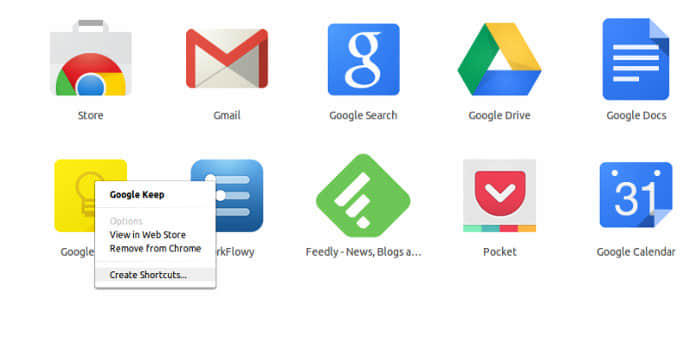 Store
Gmail
g
Google Search
Google Drive
Google Docs
Google Keep
Options
View in Web Store
Remove from Chrome
Create Shortcuts...
Google
rkFlowy
Feedly - News, Blogs a...
Pocket
31
Google Calendar